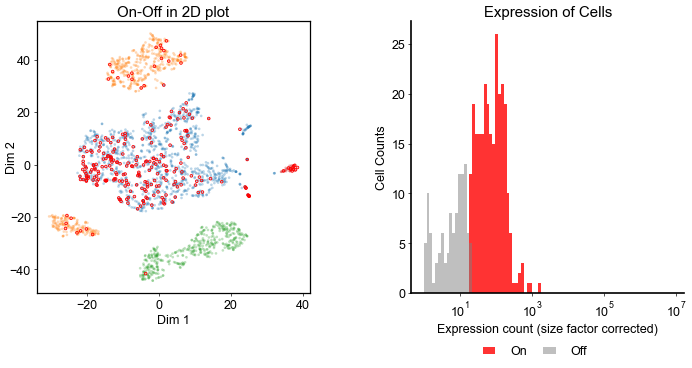 On-Off in 2D plot
Dim 2
40
20
0
−20
−40
−20
0
20
40
Dim 1
Expression of Cells
Cell Counts
25
20
15
10
5
0
10^1
10^3
10^5
10^7
Expression count (size factor corrected)
On
Off